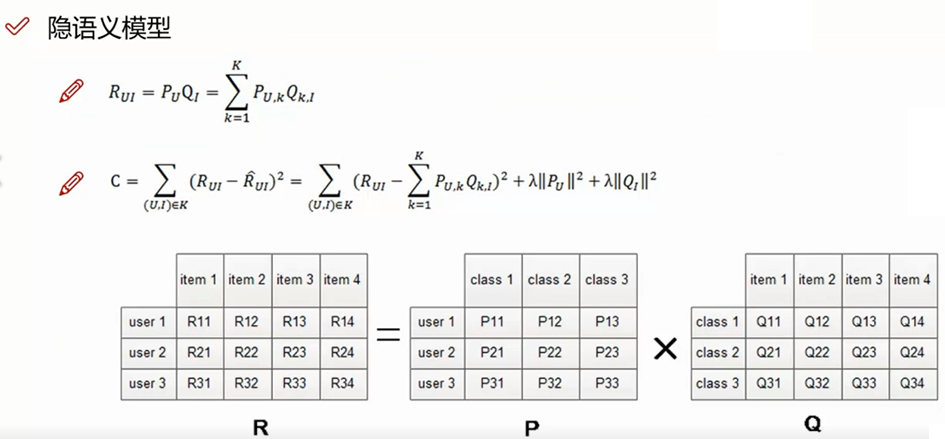 隐语义模型
R_{UI} = P_U Q_I = \sum_{k=1}^{K} P_{U,k} Q_{k,I}
C = \sum_{(U,I)∈K} (R_{UI} − \hat{R}_{UI})^2 = \sum_{(U,I)∈K} (R_{UI} − \sum_{k=1}^{K} P_{U,k} Q_{k,I})^2 + λ‖P_U‖^2 + λ‖Q_I‖^2
item 1 item 2 item 3 item 4
user 1 R11 R12 R13 R14
user 2 R21 R22 R23 R24
user 3 R31 R32 R33 R34
R
=
class 1 class 2 class 3
user 1 P11 P12 P13
user 2 P21 P22 P23
user 3 P31 P32 P33
P
×
item 1 item 2 item 3 item 4
class 1 Q11 Q12 Q13 Q14
class 2 Q21 Q22 Q23 Q24
class 3 Q31 Q32 Q33 Q34
Q